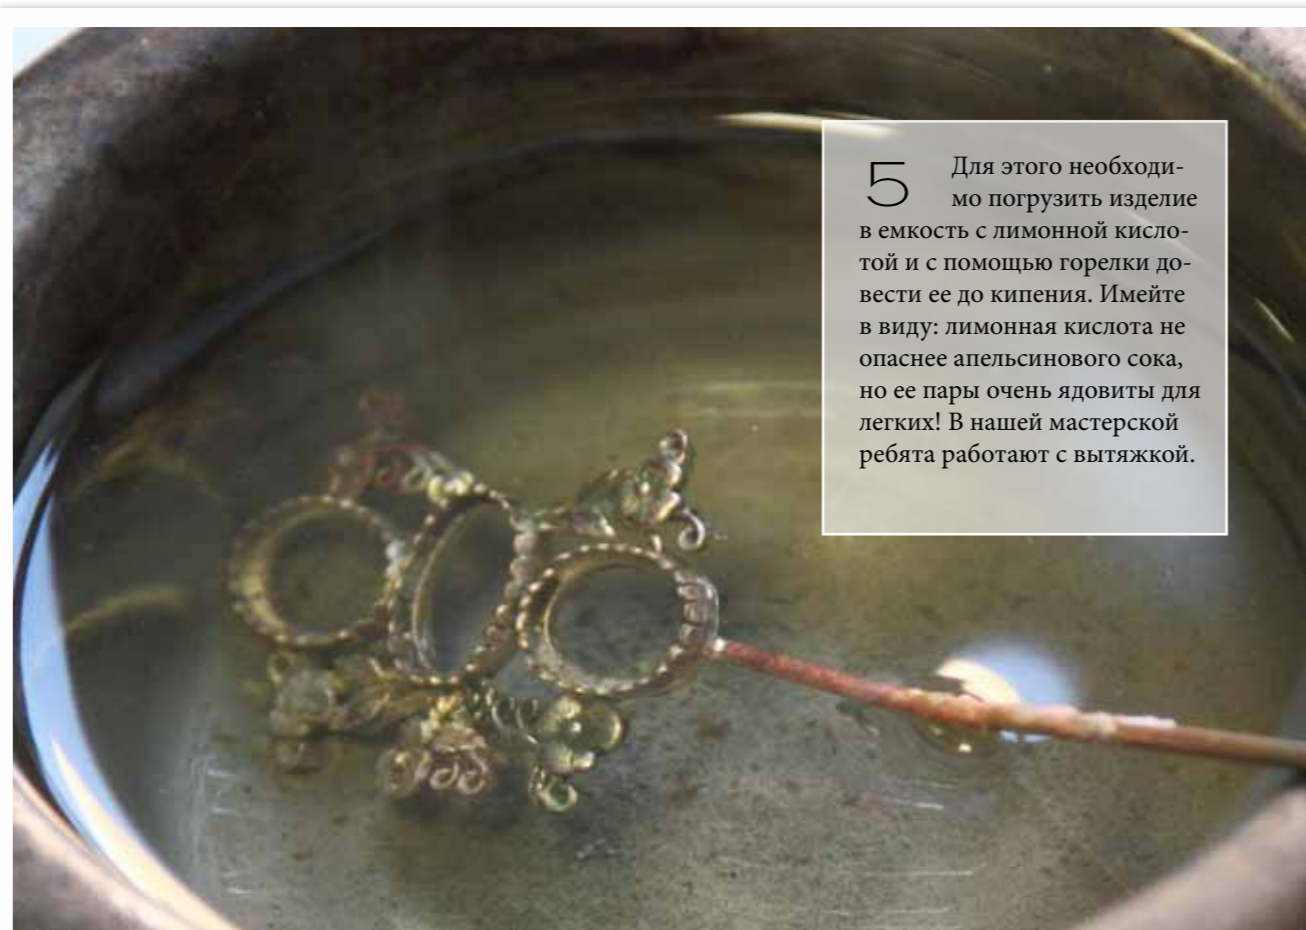 5 Для этого необходи-
мо погрузить изделие
в емкость с лимонной кисло-
той и с помощью горелки до-
вести ее до кипения. Имейте
в виду: лимонная кислота не
опаснее апельсинового сока,
но ее пары очень ядовиты для
легких! В нашей мастерской
ребята работают с вытяжкой.